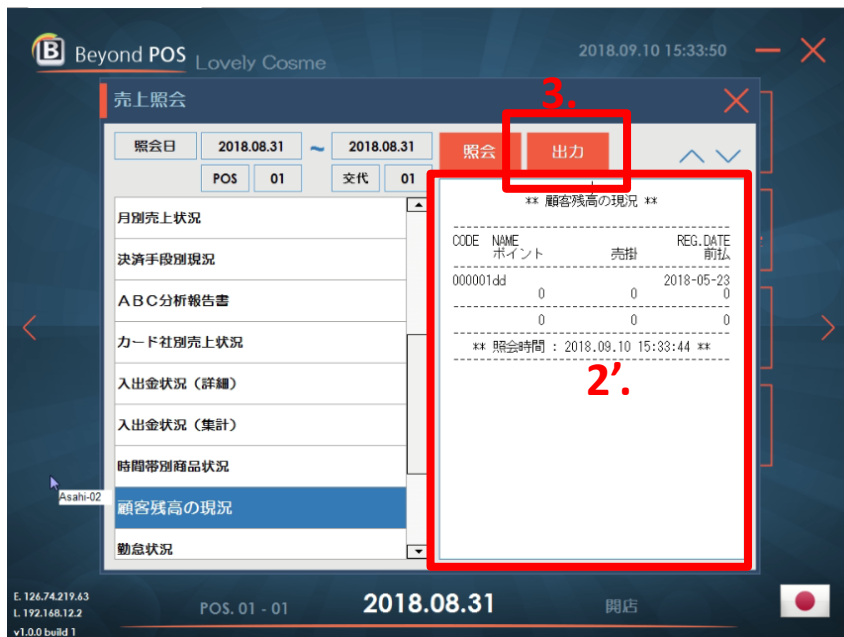 B Beyond POS Lovely Cosme 2018.09.10 15:33:50
売上照会
3.
照会日 2018.08.31 ~ 2018.08.31 照会 出力
POS 01 交代 01
月別売上状況
決済手段別現況
ABC分析報告書
カード社別売上状況
入出金状況(詳細)
入出金状況(集計)
時間帯別商品状況
顧客残高の現況
勤怠状況
** 顧客残高の現況 **
CODE NAME REG.DATE
ポイント 売掛 前払
000001dd 2018-05-23
0 0 0
0 0 0
** 照会時間 : 2018.09.10 15:33:44 **
2’.
Asahi-02
E. 126.74.219.63
L. 192.168.12.2
v1.0.0 build 1
POS. 01 - 01 2018.08.31 開店